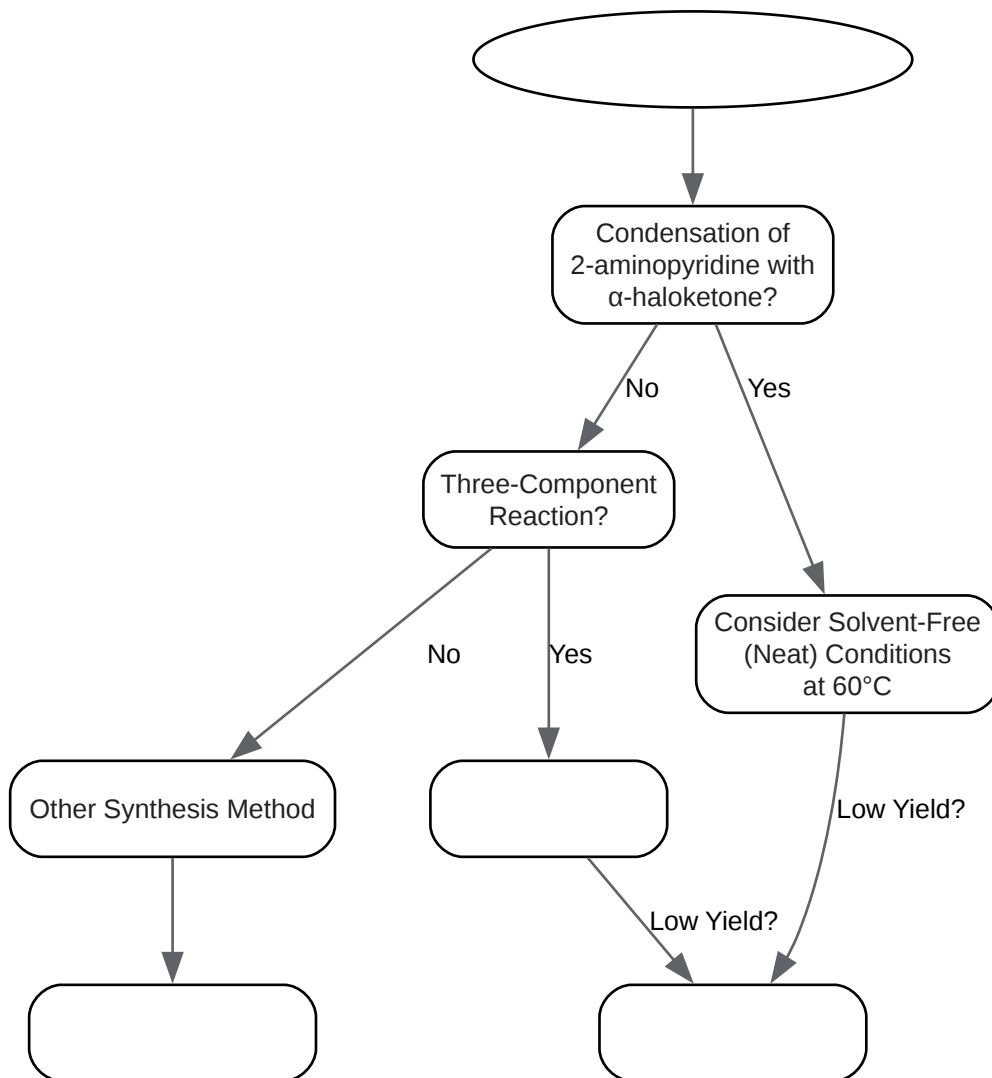 Condensation of
2-aminopyridine with
α-haloketone?
No
Yes
Three-Component
Reaction?
No
Yes
Consider Solvent-Free
(Neat) Conditions
at 60°C
Other Synthesis Method
Low Yield?
Low Yield?